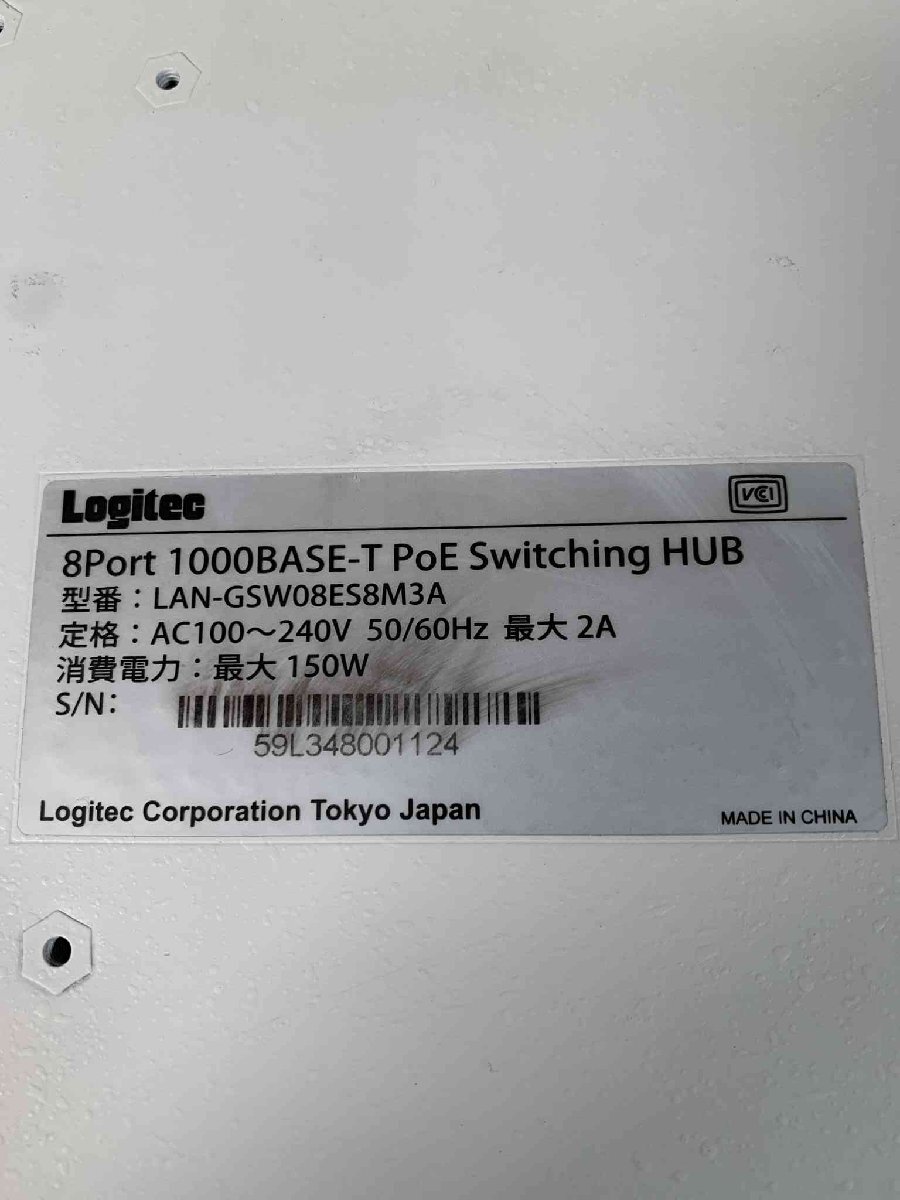 Logitec
VCI
8Port 1000BASE-T PoE Switching HUB
型番：LAN-GSW08ES8M3A
定格：AC100～240V 50/60Hz 最大 2A
消費電力：最大 150W
S/N:
59L348001124
Logitec Corporation Tokyo Japan
MADE IN CHINA